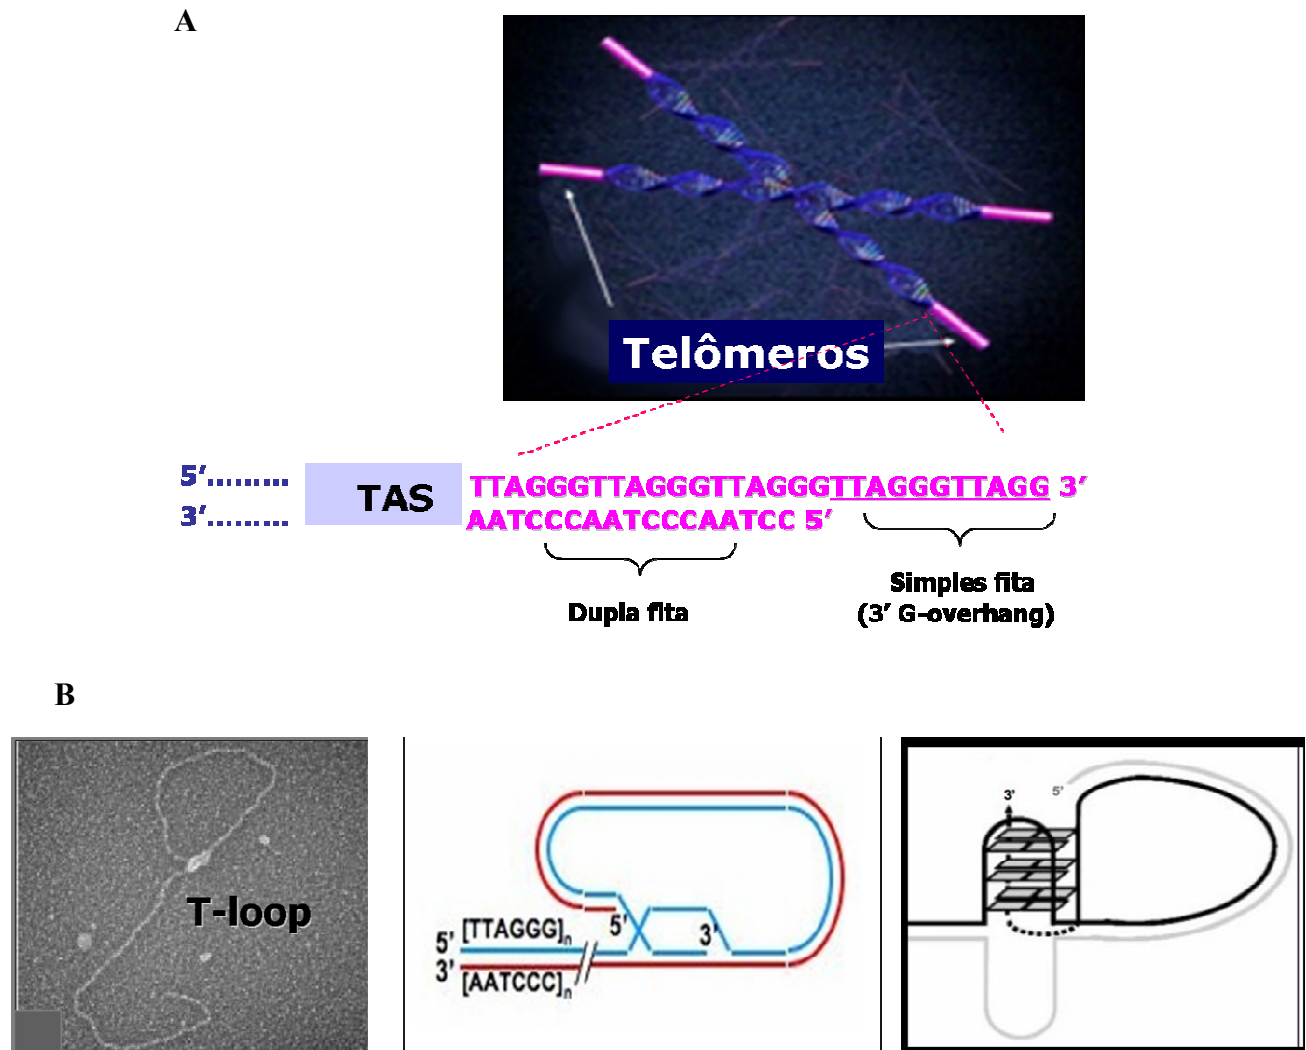 A
Telômeros
5’......... TAS TTAGGGTTAGGGTTAGGGTTAGGGTTAGG 3’
3’......... AATCCCAATCCCAATCC 5’
Dupla fita
Simples fita
(3’ G-overhang)
B
T-loop
5' [TTAGGG]n 5' 3'
3' [AATCCC]n
3' 5'